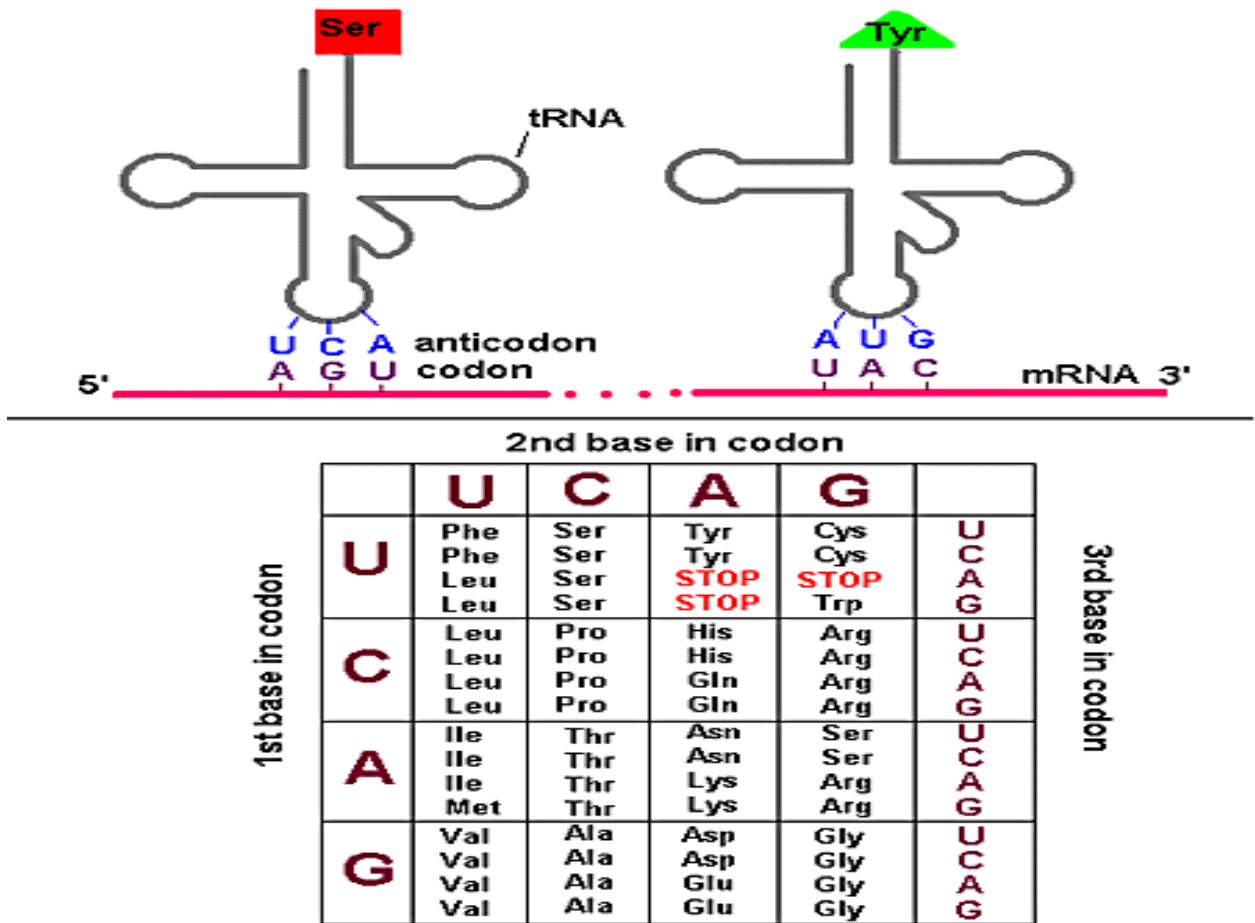 Ser Tyr
tRNA
U C A anticodon A U G
A G U codon U A C
5' mRNA 3'
2nd base in codon
U C A G
1st base in codon
3rd base in codon
U
Phe Ser Tyr Cys U
Phe Ser Tyr Cys C
Leu Ser STOP STOP A
Leu Ser STOP Trp G
C
Leu Pro His Arg U
Leu Pro His Arg C
Leu Pro Gln Arg A
Leu Pro Gln Arg G
A
Ile Thr Asn Ser U
Ile Thr Asn Ser C
Ile Thr Lys Arg A
Met Thr Lys Arg G
G
Val Ala Asp Gly U
Val Ala Asp Gly C
Val Ala Glu Gly A
Val Ala Glu Gly G